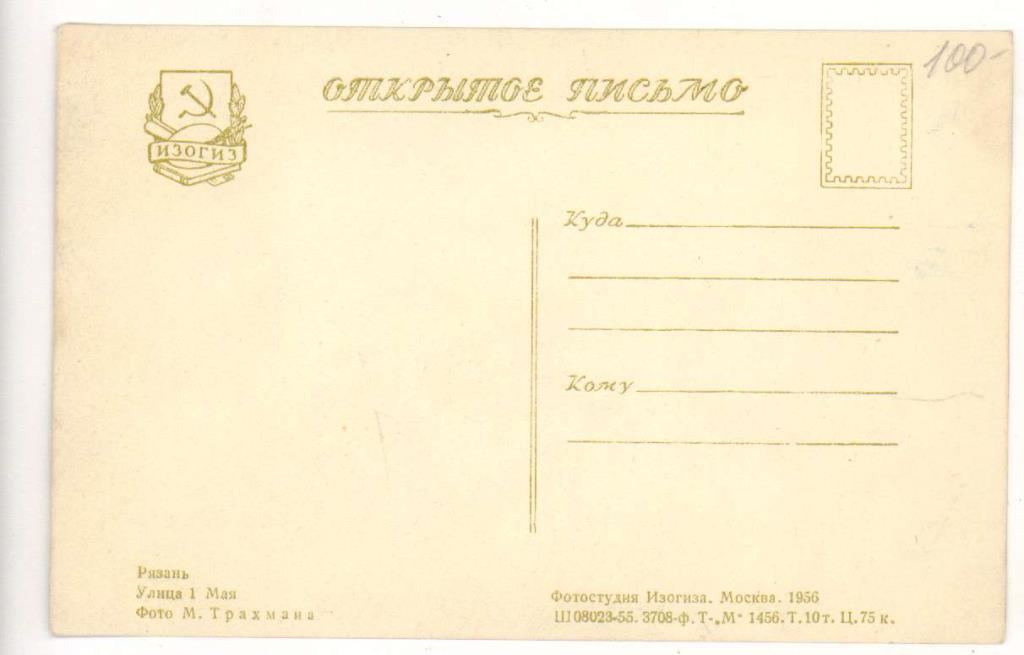 ОТКРЫТОЕ ПИСЬМО
100-
ИЗОГИЗ
Куда
Кому
Рязань
Улица 1 Мая
Фото М. Трахмана
Фотостудия Изогиза. Москва. 1956
Ш08023-55. 3708-ф. Т-„М“ 1456. Т. 10 т. Ц. 75 к.